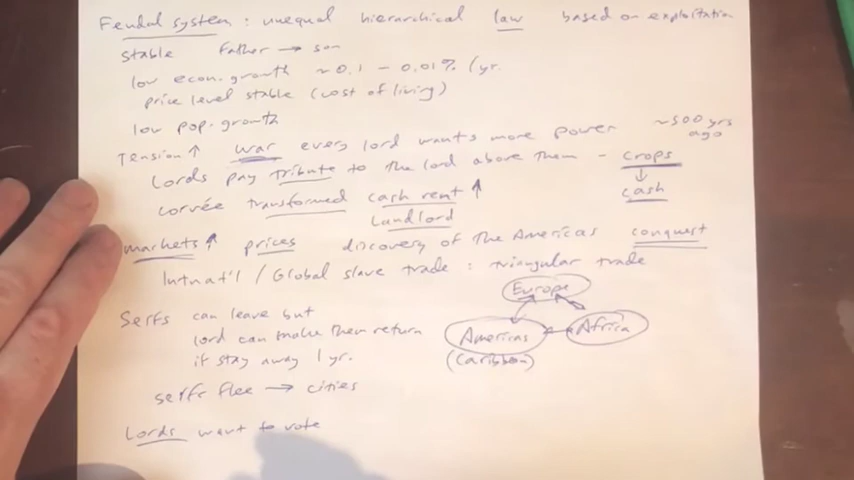 Feudal system : unequal hierarchical law based on exploitation
stable father → son
low econ. growth ~0.1 - 0.01% / yr.
price level stable (cost of living)
low pop. growth
Tension ↑ war every lord wants more power ~500 yrs ago
Lords pay tribute to the lord above them - crops
↓
corvée transformed cash rent ↑ cash
Landlord
markets ↑ prices discovery of the Americas conquest
Intnat'l / Global slave trade : triangular trade
Europe
Serfs can leave but
lord can make them return
Americas Africa
if stay away 1 yr.
(Caribbean)
serfs flee → cities
Lords want to vote